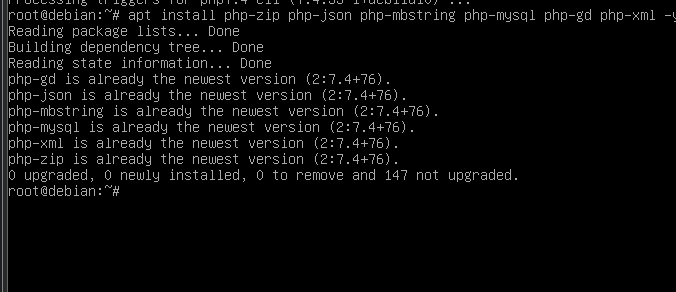 root@debian:~# apt install php-zip php-json php-mbstring php-mysql php-gd php-xml -y
Reading package lists... Done
Building dependency tree... Done
Reading state information... Done
php-gd is already the newest version (2:7.4+76).
php-json is already the newest version (2:7.4+76).
php-mbstring is already the newest version (2:7.4+76).
php-mysql is already the newest version (2:7.4+76).
php-xml is already the newest version (2:7.4+76).
php-zip is already the newest version (2:7.4+76).
0 upgraded, 0 newly installed, 0 to remove and 147 not upgraded.
root@debian:~#